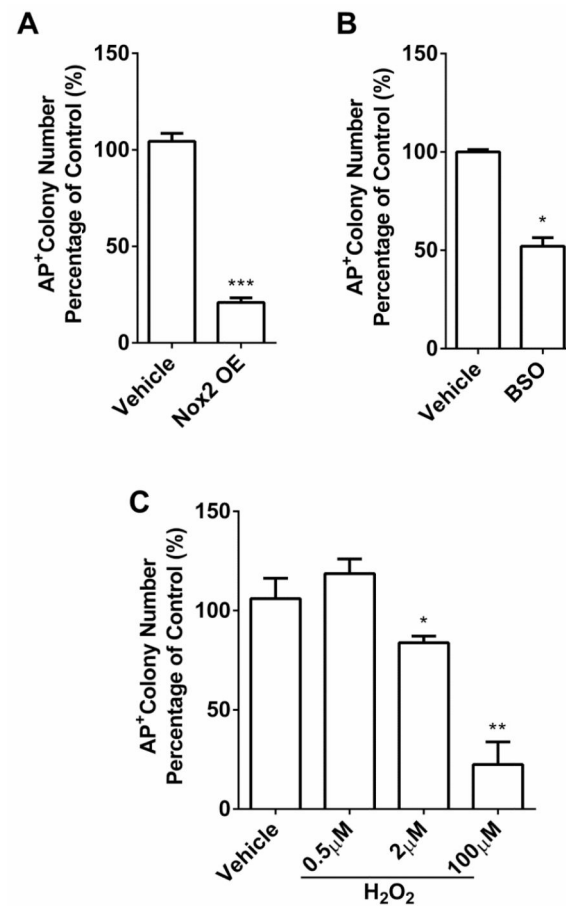 A
AP⁺Colony Number
Percentage of Control (%)
150
100
50
0
***
Vehicle
Nox2 OE
B
AP⁺Colony Number
Percentage of Control (%)
150
100
50
0
*
Vehicle
BSO
C
AP⁺Colony Number
Percentage of Control (%)
150
100
50
0
*
**
Vehicle
0.5μM
2μM
100μM
H₂O₂